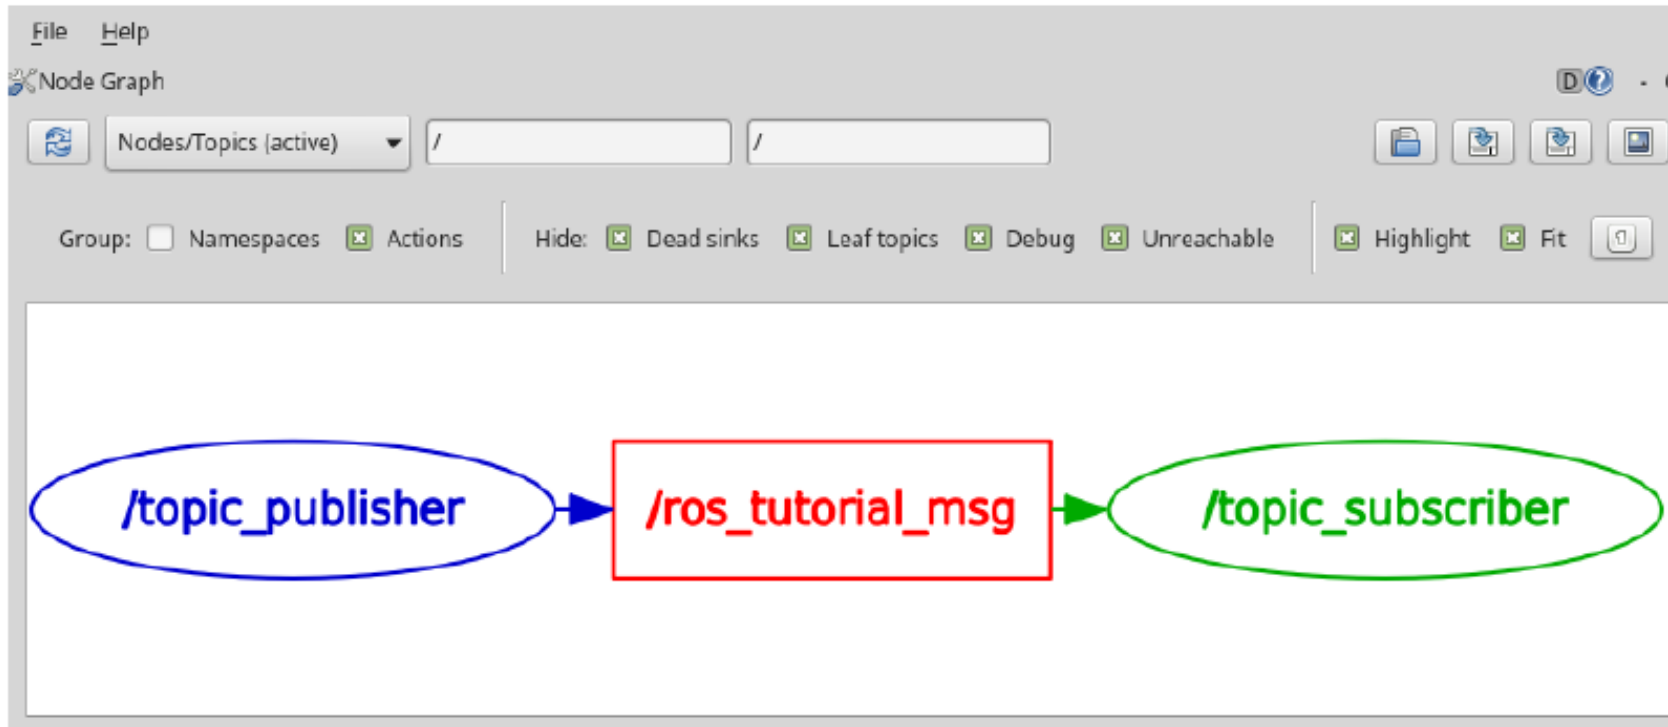 File Help
Node Graph D ? -
Nodes/Topics (active) / /
Group: Namespaces Actions Hide: Dead sinks Leaf topics Debug Unreachable Highlight Fit
/topic_publisher /ros_tutorial_msg /topic_subscriber